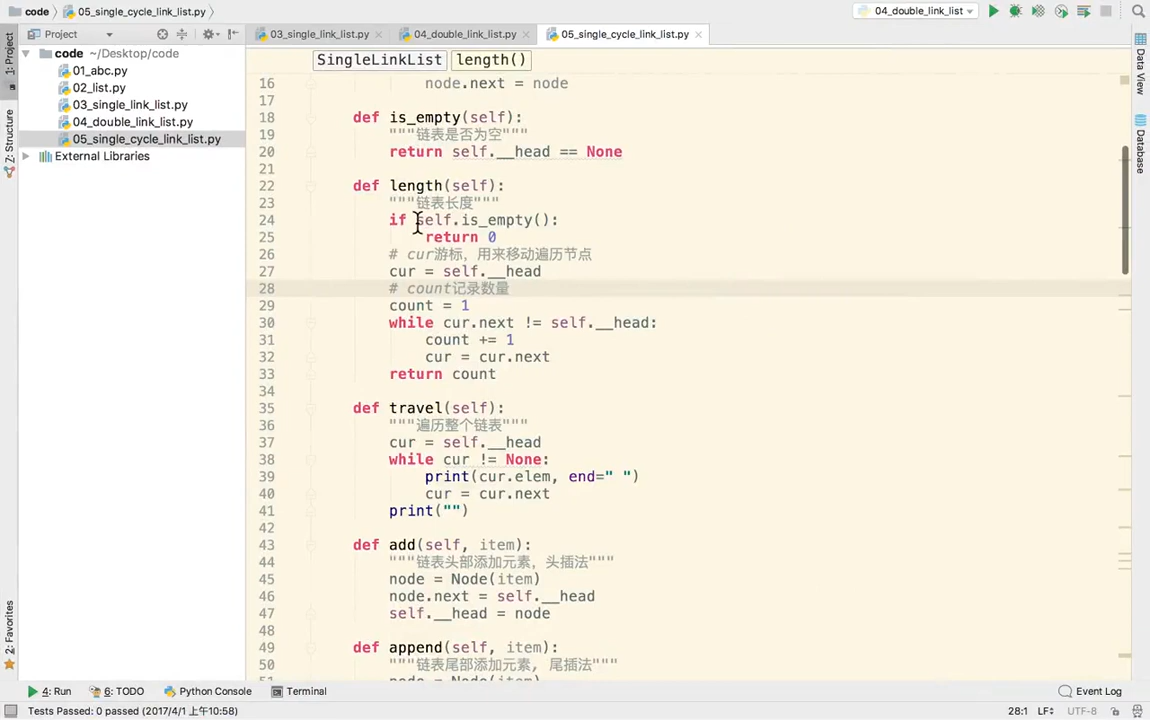 code 05_single_cycle_link_list.py
04_double_link_list
Project
03_single_link_list.py
04_double_link_list.py
05_single_cycle_link_list.py
SingleLinkList length()
1: Project
Z: Structure
2: Favorites
Data View
Database
code ~/Desktop/code
01_abc.py
02_list.py
03_single_link_list.py
04_double_link_list.py
05_single_cycle_link_list.py
External Libraries
16 node.next = node
17
18 def is_empty(self):
19 """链表是否为空"""
20 return self.__head == None
21
22 def length(self):
23 """链表长度"""
24 if self.is_empty():
25 return 0
26 # cur游标，用来移动遍历节点
27 cur = self.__head
28 # count记录数量
29 count = 1
30 while cur.next != self.__head:
31 count += 1
32 cur = cur.next
33 return count
34
35 def travel(self):
36 """遍历整个链表"""
37 cur = self.__head
38 while cur != None:
39 print(cur.elem, end=" ")
40 cur = cur.next
41 print("")
42
43 def add(self, item):
44 """链表头部添加元素，头插法"""
45 node = Node(item)
46 node.next = self.__head
47 self.__head = node
48
49 def append(self, item):
50 """链表尾部添加元素, 尾插法"""
node = Node(item)
4: Run 6: TODO Python Console Terminal Event Log
Tests Passed: 0 passed (2017/4/1 上午10:58) 28:1 LF UTF-8